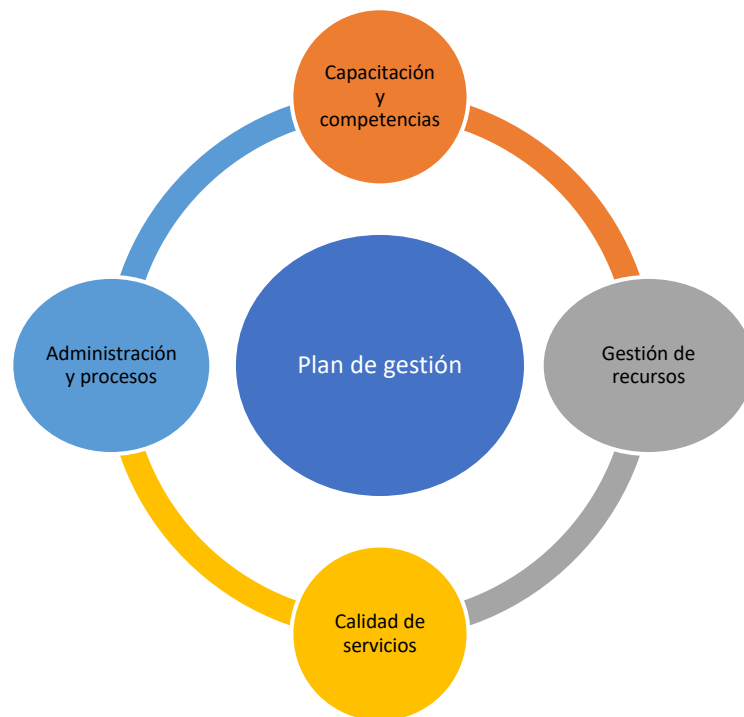 Capacitación
y
competencias
Administración
y procesos
Plan de gestión
Gestión de
recursos
Calidad de
servicios